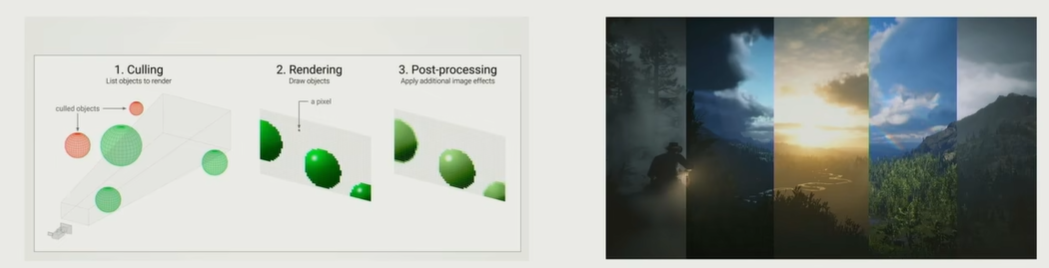 1. Culling
List objects to render
culled objects
2. Rendering
Draw objects
a pixel
3. Post-processing
Apply additional image effects